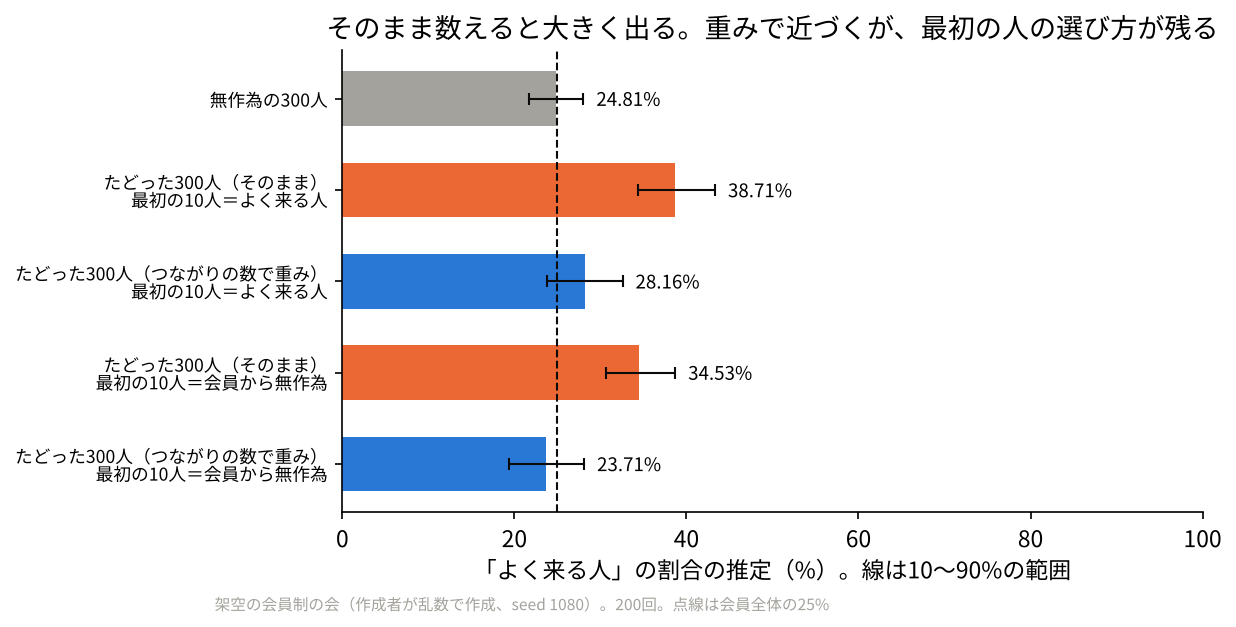 そのまま数えると大きく出る。重みで近づくが、最初の人の選び方が残る
無作為の300人
24.81%
たどった300人（そのまま）
最初の10人＝よく来る人
38.71%
たどった300人（つながりの数で重み）
最初の10人＝よく来る人
28.16%
たどった300人（そのまま）
最初の10人＝会員から無作為
34.53%
たどった300人（つながりの数で重み）
最初の10人＝会員から無作為
23.71%
0 20 40 60 80 100
「よく来る人」の割合の推定（%）。線は10〜90%の範囲
架空の会員制の会（作成者が乱数で作成、seed 1080）。200回。点線は会員全体の25%